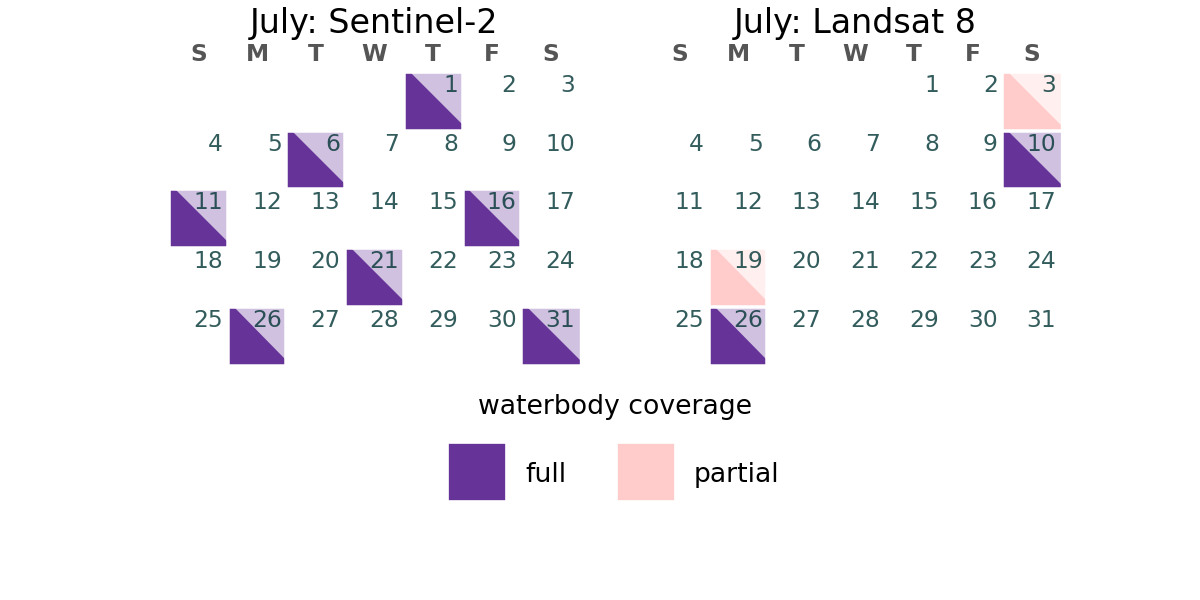 July: Sentinel-2
S M T W T F S
1 2 3
4 5 6 7 8 9 10
11 12 13 14 15 16 17
18 19 20 21 22 23 24
25 26 27 28 29 30 31
July: Landsat 8
S M T W T F S
1 2 3
4 5 6 7 8 9 10
11 12 13 14 15 16 17
18 19 20 21 22 23 24
25 26 27 28 29 30 31
waterbody coverage
full partial